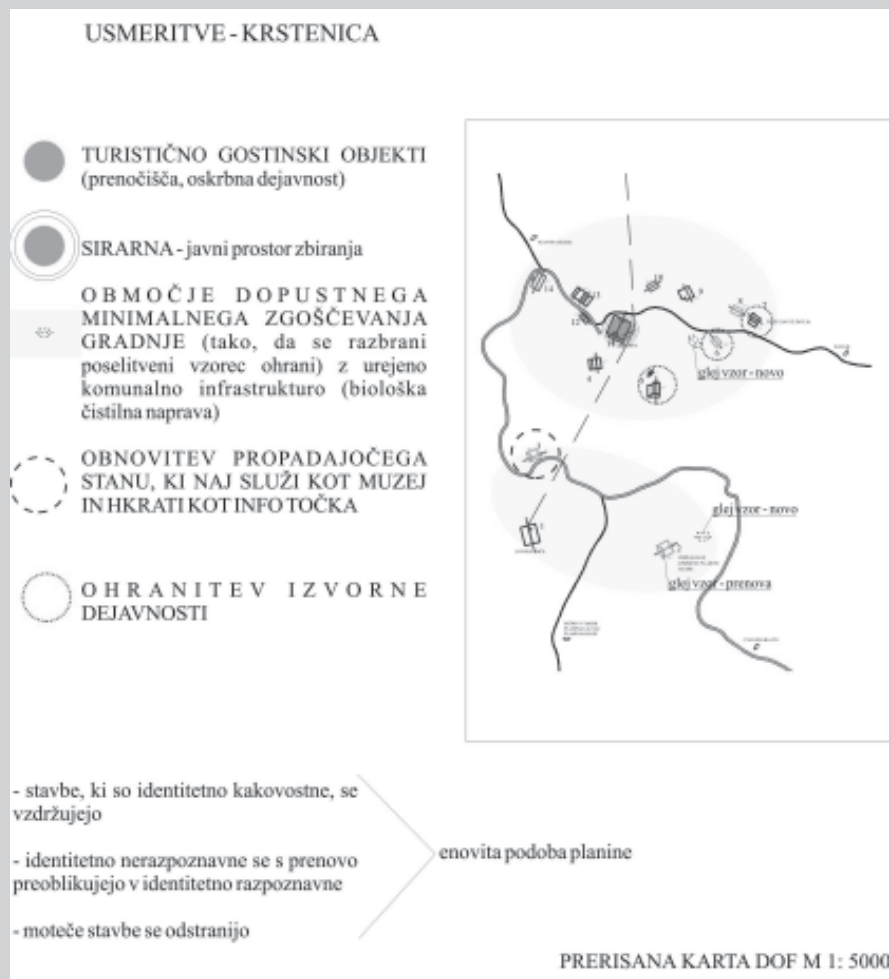 USMERITVE - KRSTENICA
TURISTIČNO GOSTINSKI OBJEKTI
(prenočišča, oskrbna dejavnost)
SIRARNA - javni prostor zbiranja
OBMOČJE DOPUSTNEGA
MINIMALNEGA ZGOŠČEVANJA
GRADNJE (tako, da se razbrani
poselitveni vzorec ohrani) z urejeno
komunalno infrastrukturo (biološka
čistilna naprava)
OBNOVITEV PROPADAJOČEGA
STANU, KI NAJ SLUŽI KOT MUZEJ
IN HKRATI KOT INFO TOČKA
OHRANITEV IZVORNE
DEJAVNOSTI
glej vzor - novo
glej vzor - novo
glej vzor - prenova
- stavbe, ki so identitetno kakovostne, se
vzdržujejo
- identitetno nerazpoznavne se s prenovo
preoblikujejo v identitetno razpoznavne
- moteče stavbe se odstranijo
enovita podoba planine
PRERISANA KARTA DOF M 1: 5000